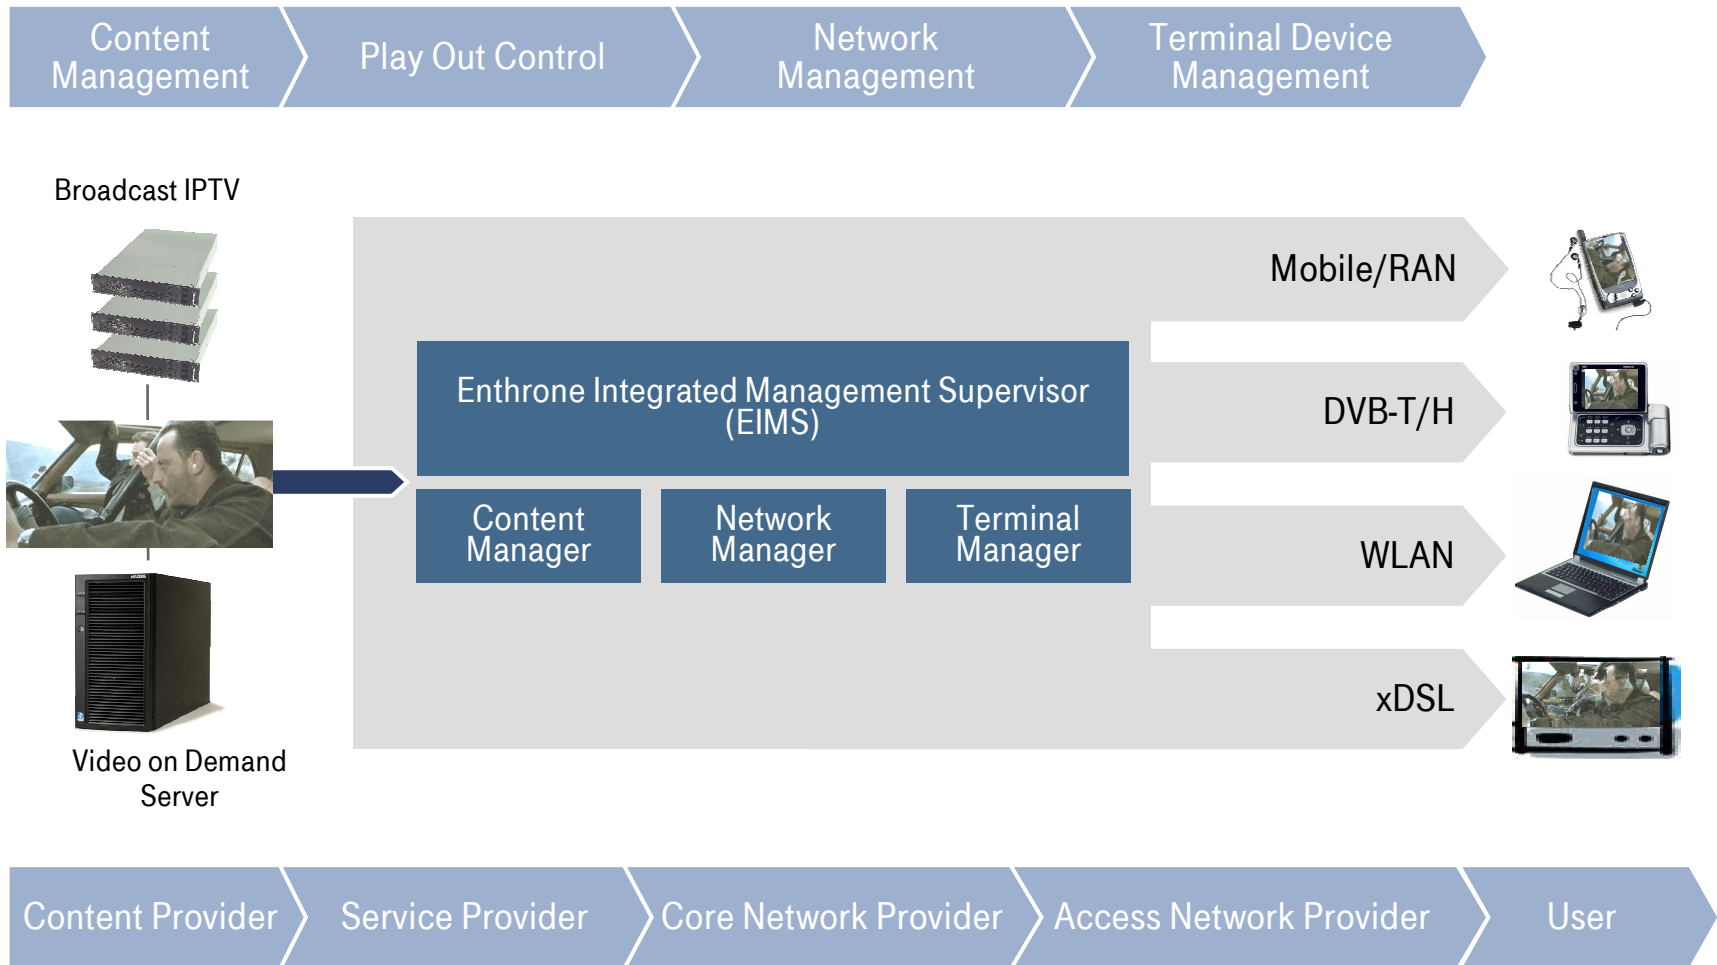 Content
Management
Play Out Control
Network
Management
Terminal Device
Management
Broadcast IPTV
Mobile/RAN
Enthrone Integrated Management Supervisor
(EIMS)
DVB-T/H
Content
Manager
Network
Manager
Terminal
Manager
WLAN
xDSL
Video on Demand
Server
Content Provider
Service Provider
Core Network Provider
Access Network Provider
User